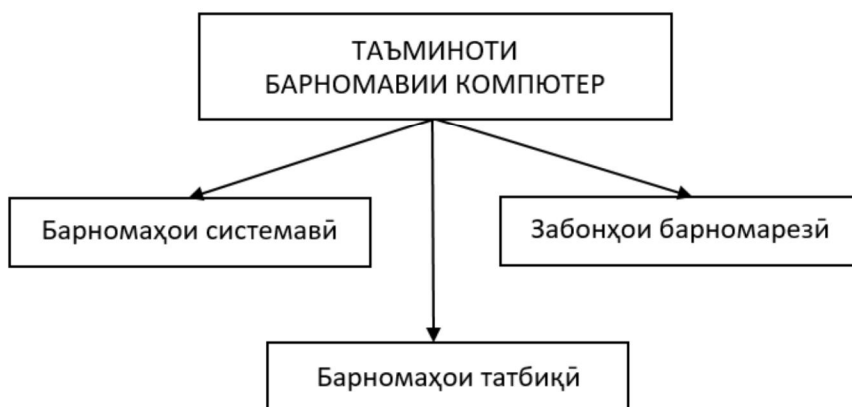 ТАЪМИНОТИ
БАРНОМАВИИ КОМПЮТЕР
Барномаҳои системавӣ
Забонҳои барномарезӣ
Барномаҳои татбиқӣ